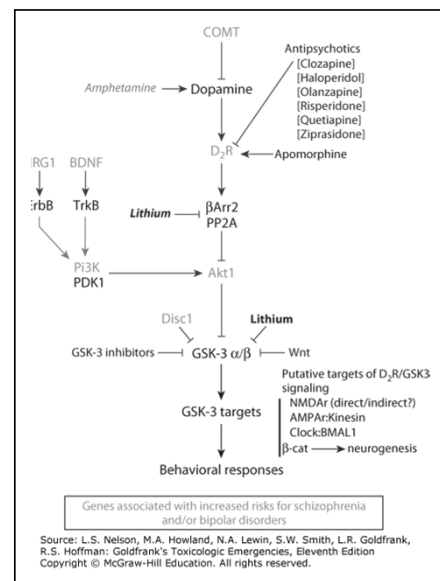 COMT
Antipsychotics
[Clozapine]
[Haloperidol]
[Olanzapine]
[Risperidone]
[Quetiapine]
[Ziprasidone]
Amphetamine
Dopamine
D₂R
Apomorphine
RG1 BDNF
ErbB TrkB
Lithium
βArr2
PP2A
Pi3K
PDK1
Akt1
Disc1
Lithium
GSK-3 inhibitors
GSK-3 α/β
Wnt
Putative targets of D₂R/GSK3
signaling
NMDAr (direct/indirect?)
AMPAr:Kinesin
Clock:BMAL1
β-cat neurogenesis
GSK-3 targets
Behavioral responses
Genes associated with increased risks for schizophrenia
and/or bipolar disorders
Source: L.S. Nelson, M.A. Howland, N.A. Lewin, S.W. Smith, L.R. Goldfrank,
R.S. Hoffman: Goldfrank's Toxicologic Emergencies, Eleventh Edition
Copyright © McGraw-Hill Education. All rights reserved.